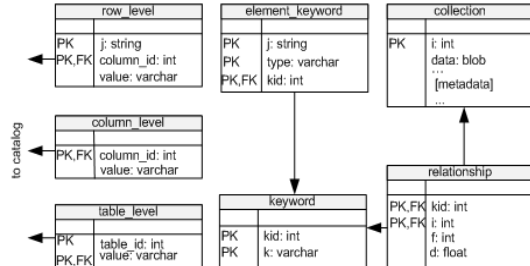 row_level
PK j: string
PK,FK column_id: int
value: varchar
element_keyword
PK j: string
PK type: varchar
PK,FK kid: int
collection
PK i: int
data: blob
...
[metadata]
...
to catalog
column_level
PK,FK column_id: int
value: varchar
table_level
PK table_id: int
PK,FK value: varchar
keyword
PK kid: int
PK k: varchar
relationship
PK,FK kid: int
PK,FK i: int
f: int
d: float